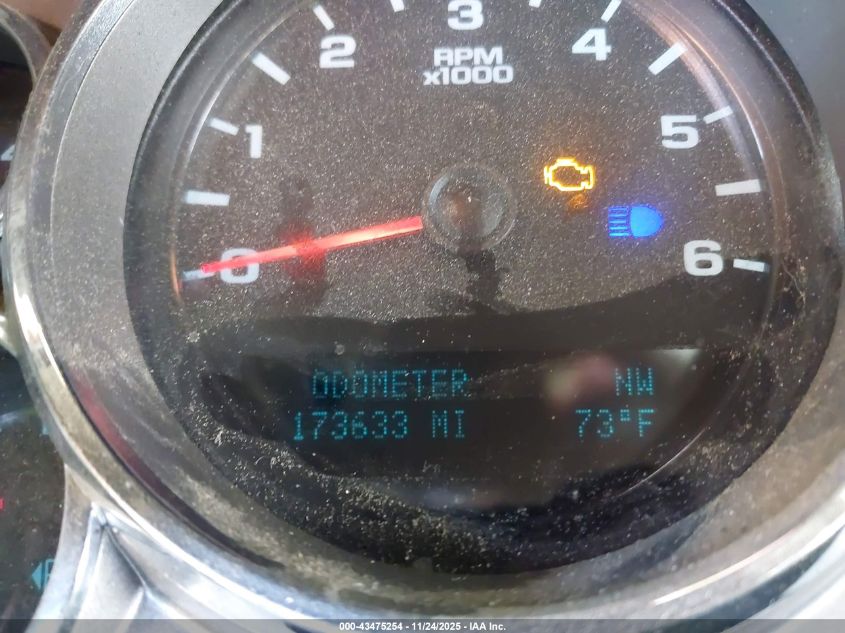 3
2
4
RPM
x1000
1
5
0
6
ODOMETER NW
173633 MI 73°F
000-43475254 - 11/24/2025 - IAA Inc.